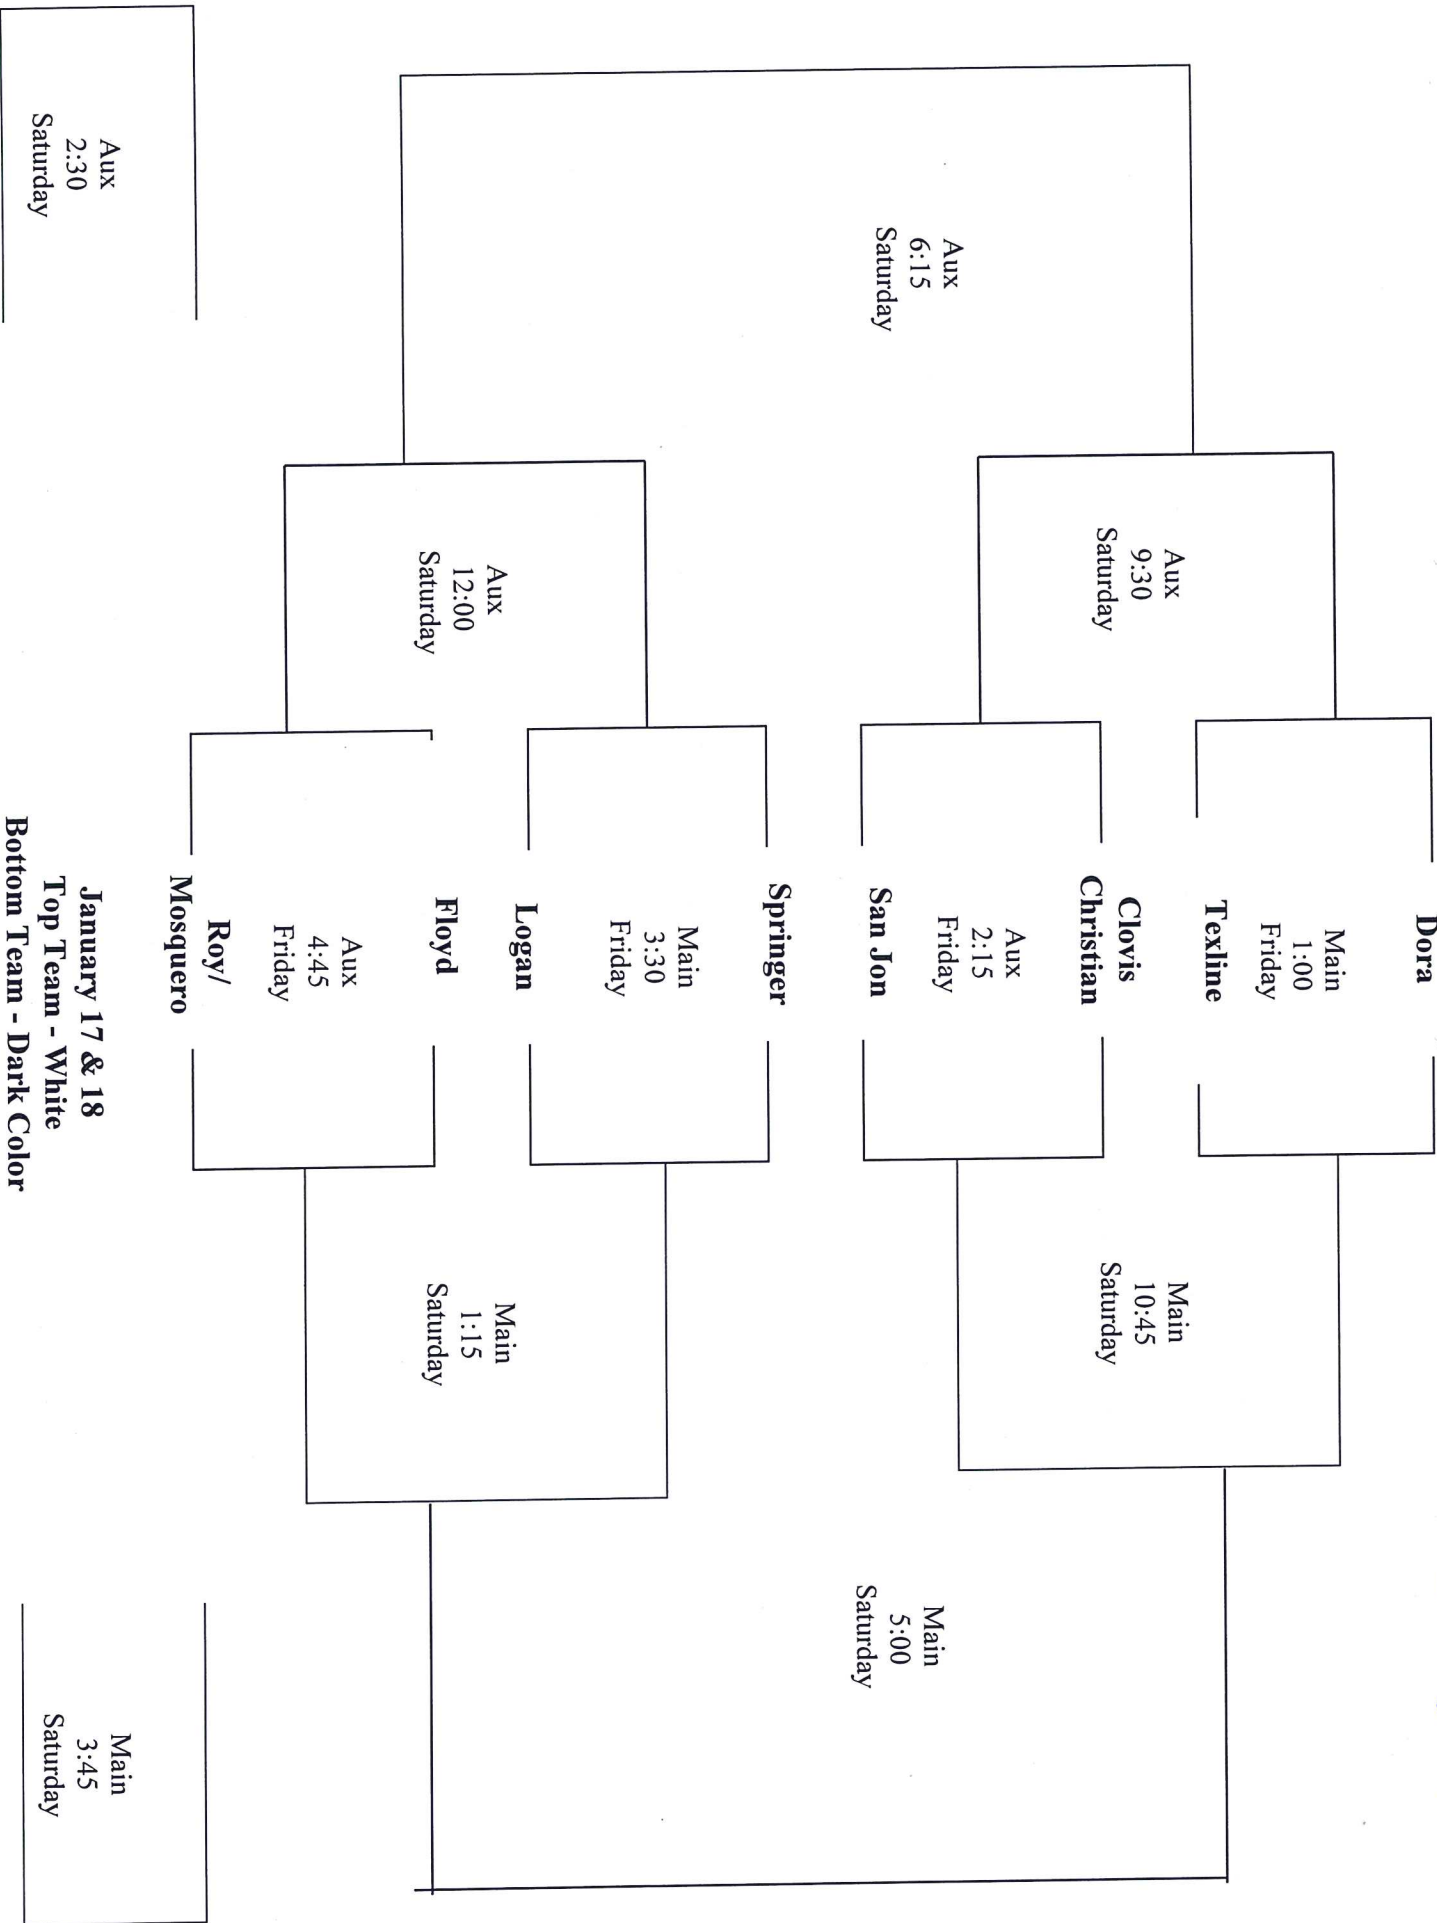 Dora
Main
1:00
Friday
Texline
Clovis
Christian
Aux
2:15
Friday
San Jon
Springer
Main
3:30
Friday
Logan
Floyd
Aux
4:45
Friday
Roy/
Mosquero
Aux
9:30
Saturday
Aux
12:00
Saturday
Aux
6:15
Saturday
Aux
2:30
Saturday
Main
10:45
Saturday
Main
1:15
Saturday
Main
5:00
Saturday
Main
3:45
Saturday
January 17 & 18
Top Team - White
Bottom Team - Dark Color